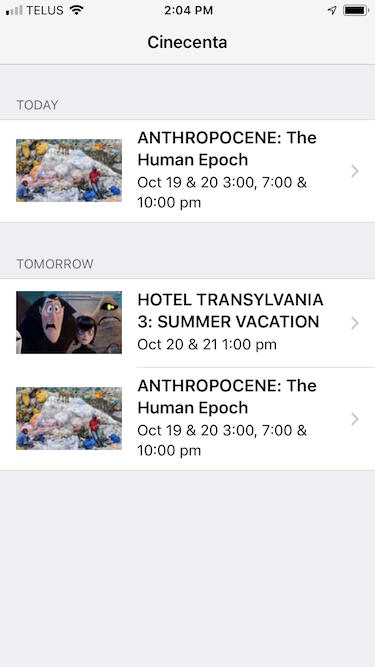 TELUS 2:04 PM
Cinecenta
TODAY
ANTHROPOCENE: The
Human Epoch
Oct 19 & 20 3:00, 7:00 &
10:00 pm
TOMORROW
HOTEL TRANSYLVANIA
3: SUMMER VACATION
Oct 20 & 21 1:00 pm
ANTHROPOCENE: The
Human Epoch
Oct 19 & 20 3:00, 7:00 &
10:00 pm